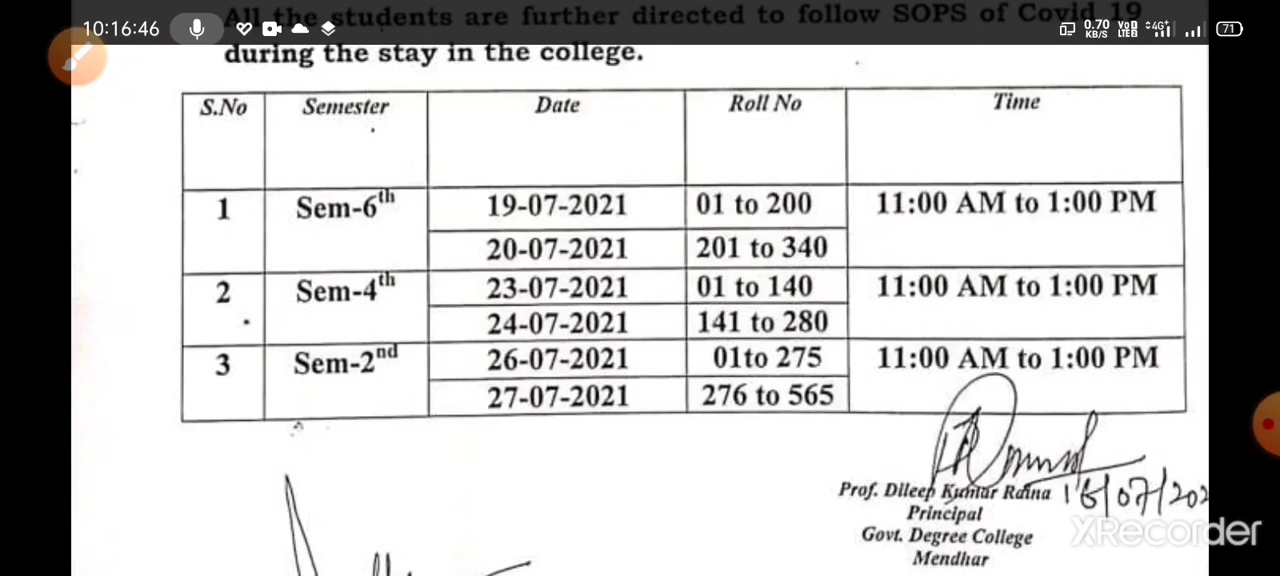 All the students are further directed to follow SOPS of Covid 19
10:16:46
0.70
KB/S
VoD
LTE2
4G+
71
during the stay in the college.
S.No Semester Date Roll No Time
1 Sem-6th 19-07-2021 01 to 200 11:00 AM to 1:00 PM
20-07-2021 201 to 340
2 Sem-4th 23-07-2021 01 to 140 11:00 AM to 1:00 PM
24-07-2021 141 to 280
3 Sem-2nd 26-07-2021 01to 275 11:00 AM to 1:00 PM
27-07-2021 276 to 565
Prof. Dileep Kumar Raina
Principal
Govt. Degree College
Mendhar
XRecorder